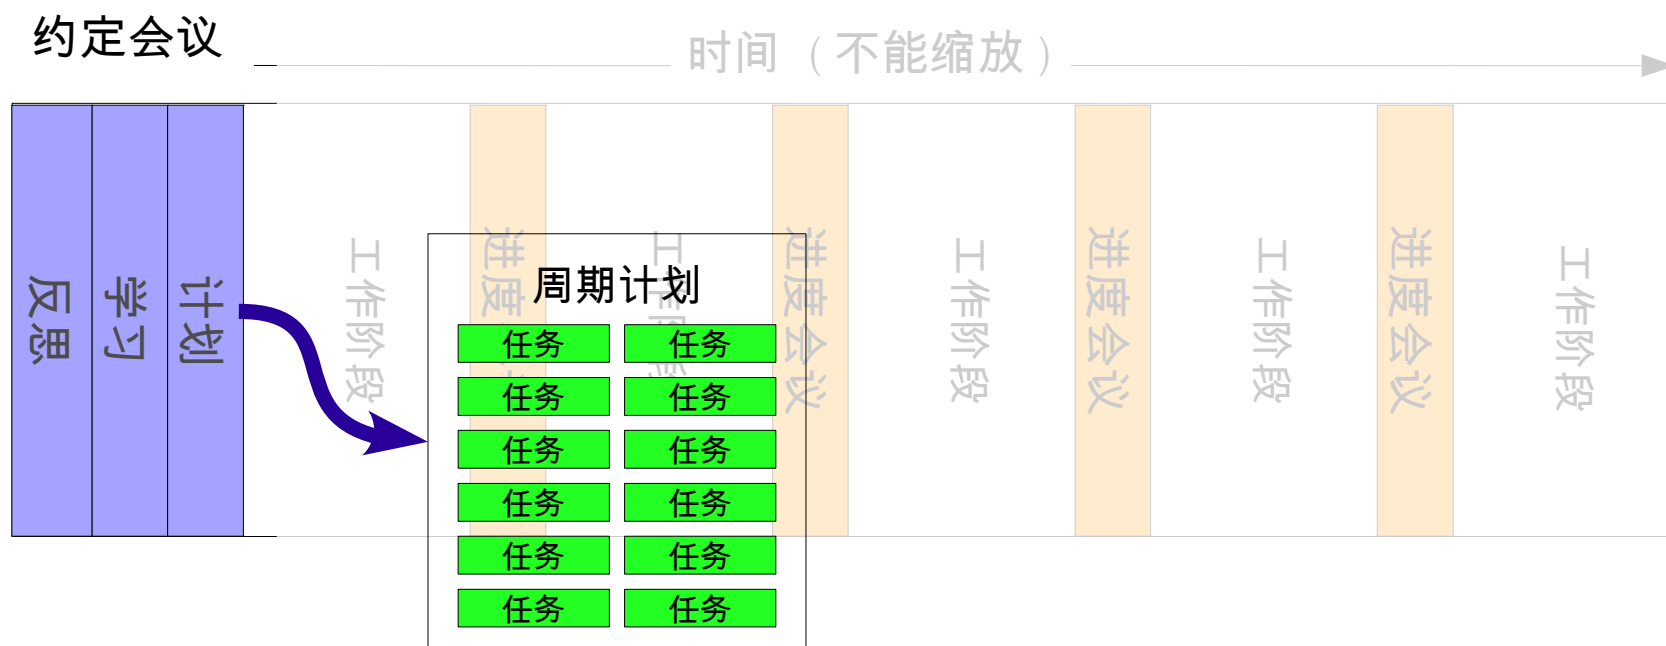 约定会议
时间（不能缩放）
反思
学习
计划
工作阶段
进度会议
工作阶段
进度会议
工作阶段
进度会议
工作阶段
进度会议
工作阶段
周期计划
任务 任务
任务 任务
任务 任务
任务 任务
任务 任务
任务 任务